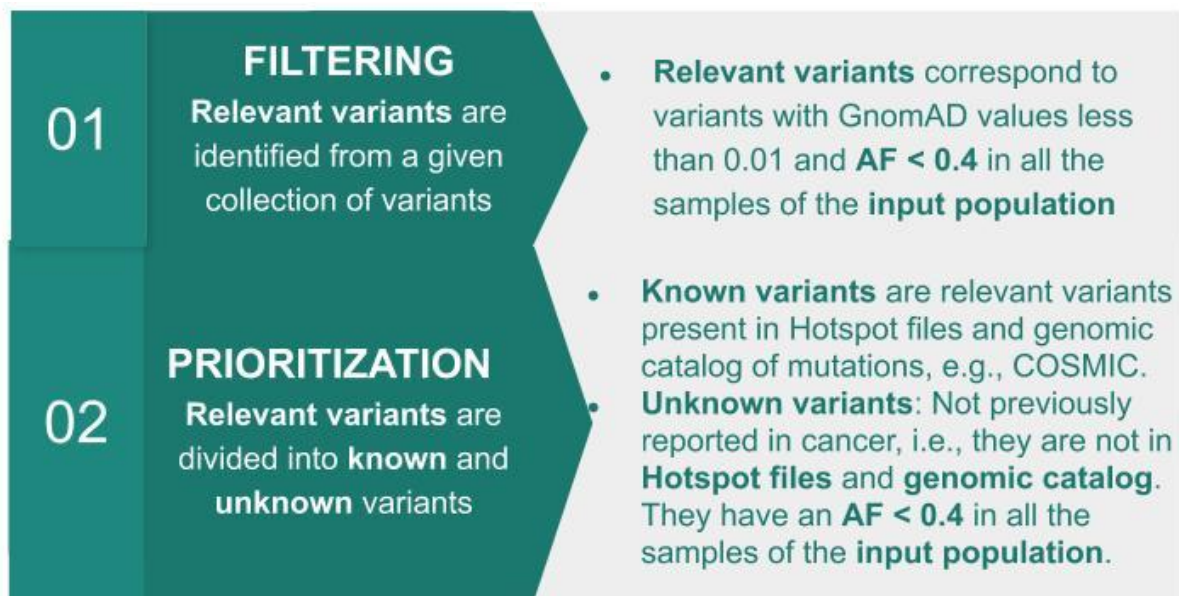 01
FILTERING
Relevant variants are
identified from a given
collection of variants
• Relevant variants correspond to
variants with GnomAD values less
than 0.01 and AF < 0.4 in all the
samples of the input population
02
PRIORITIZATION
Relevant variants are
divided into known and
unknown variants
• Known variants are relevant variants
present in Hotspot files and genomic
catalog of mutations, e.g., COSMIC.
• Unknown variants: Not previously
reported in cancer, i.e., they are not in
Hotspot files and genomic catalog.
They have an AF < 0.4 in all the
samples of the input population.